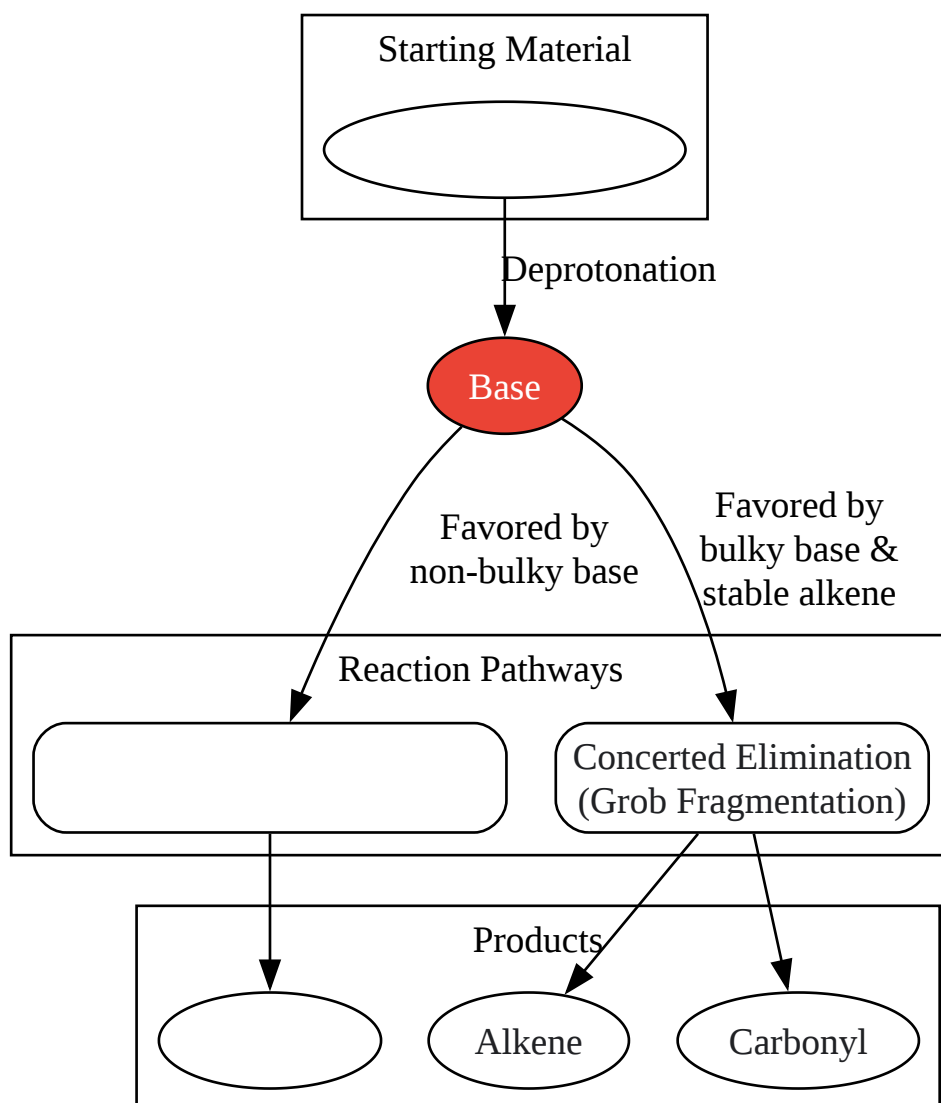 Starting Material
Deprotonation
Base
Favored by
non-bulky base
Favored by
bulky base &
stable alkene
Reaction Pathways
Concerted Elimination
(Grob Fragmentation)
Products
Alkene
Carbonyl